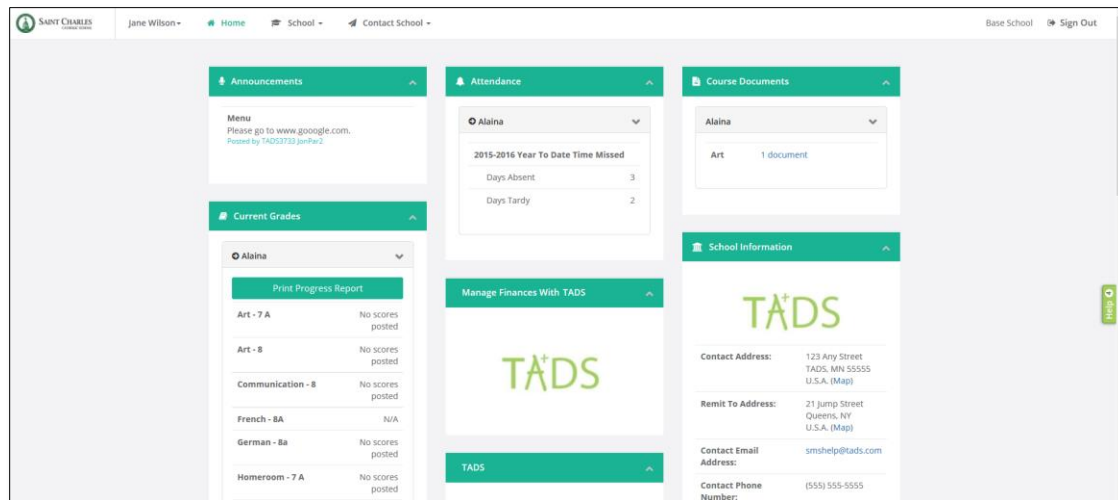 SAINT CHARLES
CATHOLIC SCHOOL
Jane Wilson
Home
School
Contact School
Base School
Sign Out
Announcements
Menu
Please go to www.gooogle.com.
Posted by TADS3733 JonPar2
Current Grades
Alaina
Print Progress Report
Art - 7 A No scores
posted
Art - 8 No scores
posted
Communication - 8 No scores
posted
French - 8A N/A
German - 8a No scores
posted
Homeroom - 7 A No scores
posted
Attendance
Alaina
2015-2016 Year To Date Time Missed
Days Absent 3
Days Tardy 2
Manage Finances With TADS
TADS
TADS
Course Documents
Alaina
Art 1 document
School Information
TADS
Contact Address: 123 Any Street
TADS, MN 55555
U.S.A. (Map)
Remit To Address: 21 Jump Street
Queens, NY
U.S.A. (Map)
Contact Email smshelp@tads.com
Address:
Contact Phone (555) 555-5555
Number:
Help